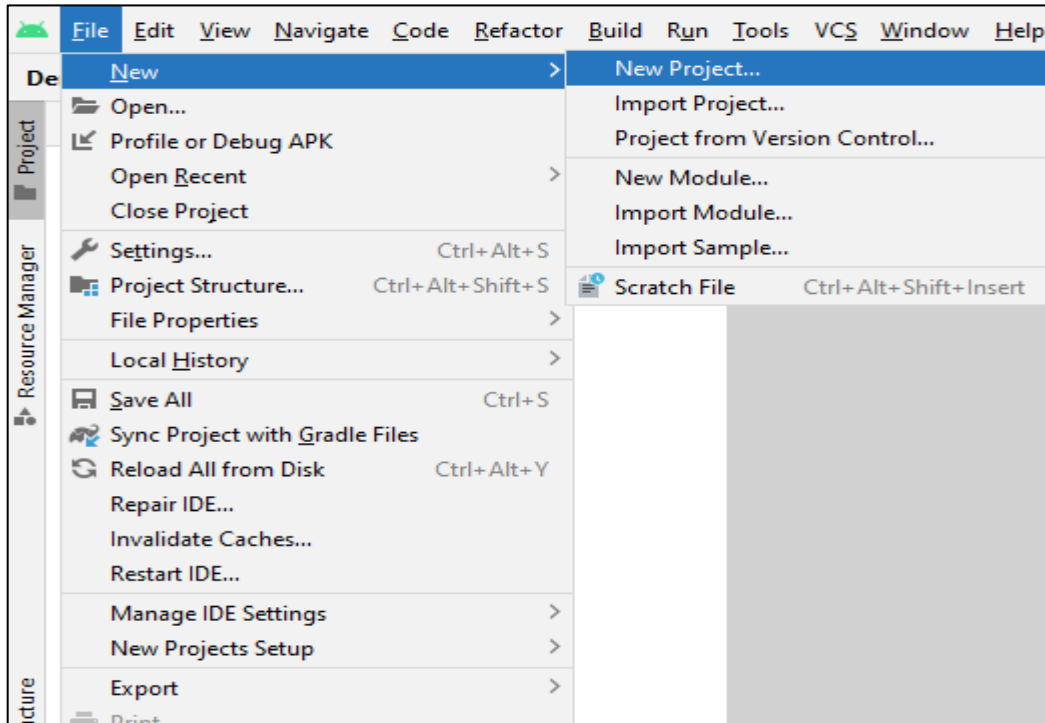 File Edit View Navigate Code Refactor Build Run Tools VCS Window Help
De
New
Open...
Profile or Debug APK
Open Recent
Close Project
Settings... Ctrl+Alt+S
Project Structure... Ctrl+Alt+Shift+S
File Properties
Local History
Save All Ctrl+S
Sync Project with Gradle Files
Reload All from Disk Ctrl+Alt+Y
Repair IDE...
Invalidate Caches...
Restart IDE...
Manage IDE Settings
New Projects Setup
Export
Print...
New Project...
Import Project...
Project from Version Control...
New Module...
Import Module...
Import Sample...
Scratch File Ctrl+Alt+Shift+Insert
Project
Resource Manager
cture